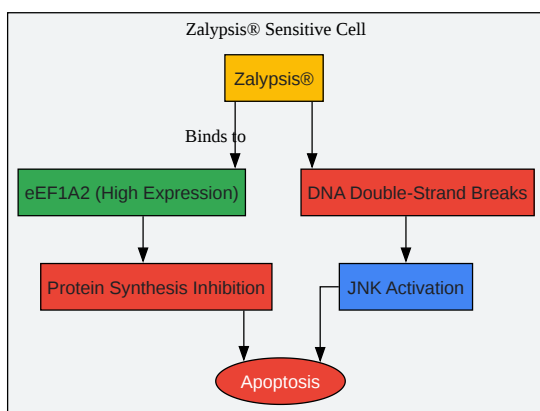 Zalypsis® Sensitive Cell
Zalypsis®
Binds to
eEF1A2 (High Expression)
DNA Double-Strand Breaks
Protein Synthesis Inhibition
JNK Activation
Apoptosis